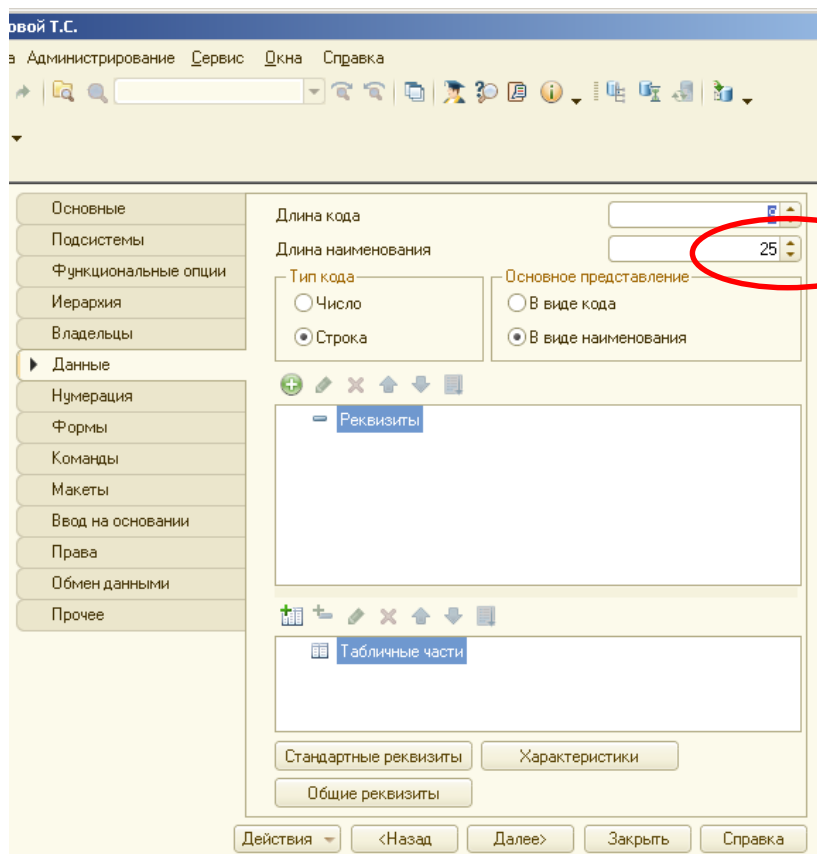 овой Т.С.
а Администрирование Сервис Окна Справка
Основные
Подсистемы
Функциональные опции
Иерархия
Владельцы
Данные
Нумерация
Формы
Команды
Макеты
Ввод на основании
Права
Обмен данными
Прочее
Длина кода 9
Длина наименования 25
Тип кода
Число
Строка
Основное представление
В виде кода
В виде наименования
Реквизиты
Табличные части
Стандартные реквизиты Характеристики
Общие реквизиты
Действия <Назад Далее> Закрыть Справка